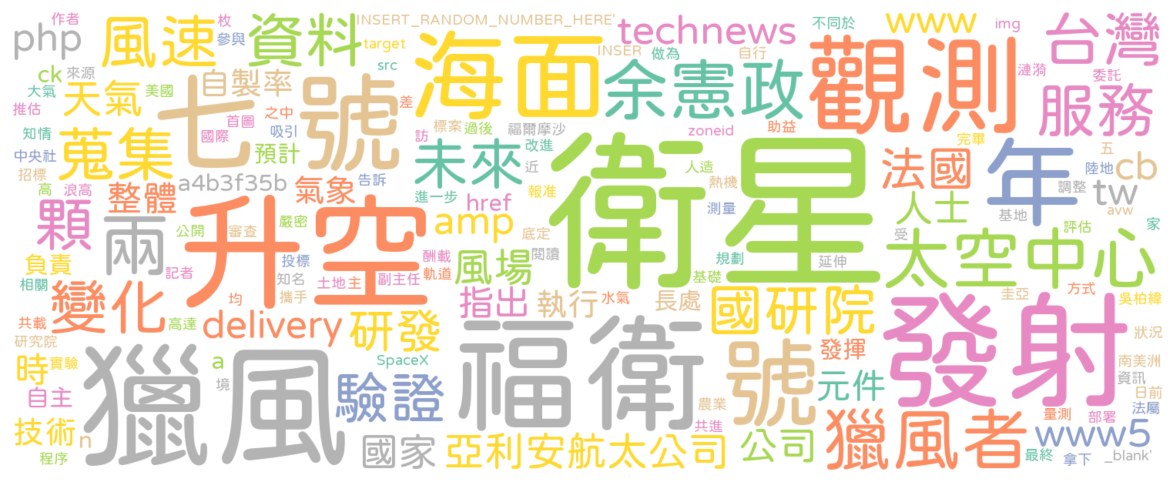 作者 枚 INSERT_RANDOM_NUMBER_HERE' 不同於 img
php 風速 參與 資料 target technews www 台灣
INSER 做為 自行
ck 來源 自製率 src 海面 余憲政 觀測 漣漪 委託
大氣 天氣 美國 七號 服務
推估 之中 差
知情 首圖 國際 吸引 訪 標案 過後 福爾摩沙 zoneid 助益 完畢 五
中央社 蒐集 預計 未來 改進 近 衛星 法國 年 陸地 cb
招標 a4b3f35b 告訴 人造 tw
高 浪高 整體 氣象 進一步 href 報准 熱機 調整 avw
顆 兩 升空 amp 測量 人士 基地 家
公開 嚴密 審查 底定 受 評估
負責 記者 投標 酬載 風場 閱讀 規劃 延伸 太空中心
相關 知名 土地主 副主任 軌道 基礎
變化 均 攜手 水氣 指出 執行 長處 國研院 圭亞 方式
共載 高達 delivery 研發 福衛 號 發射 吳柏緯
研究院 獵風 發揮 狀況
時 實驗 a SpaceX 元件 南美洲
自主 境 驗證 資訊 日前
農業 獵風者 法屬
技術 n 國家 亞利安航太公司 共進 公司 量測 部署
程序 www5 最終 拿下 _blank'